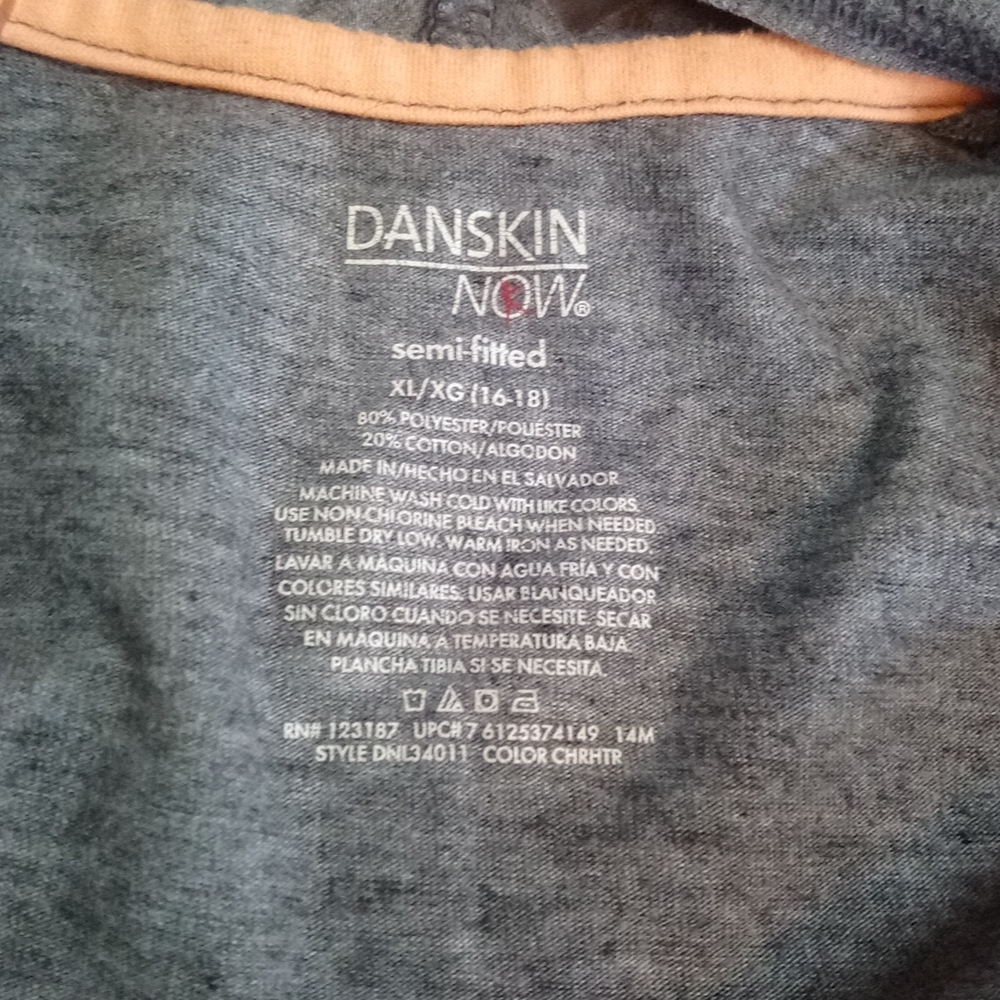 DANSKIN
NOW®
semi-fitted
XL/XG (16-18)
80% POLYESTER/POLIÉSTER
20% COTTON/ALGODÓN
MADE IN/HECHO EN EL SALVADOR
MACHINE WASH COLD WITH LIKE COLORS.
USE NON-CHLORINE BLEACH WHEN NEEDED.
TUMBLE DRY LOW. WARM IRON AS NEEDED.
LAVAR A MÁQUINA CON AGUA FRÍA Y CON
COLORES SIMILARES. USAR BLANQUEADOR
SIN CLORO CUANDO SE NECESITE. SECAR
EN MÁQUINA A TEMPERATURA BAJA.
PLANCHA TIBIA SI SE NECESITA.
RN# 123187 UPC# 7 6125374149 14M
STYLE DNL34011 COLOR CHRHTR